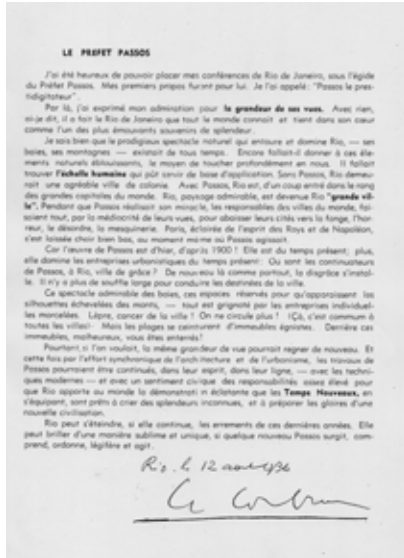 LE PREFET PASSOS
J'ai été heureux de pouvoir placer mes conférences de Rio de Janeiro, sous l'égide
du Préfet Passos. Mes premiers propos furent pour lui. Je l'ai appelé: "Passos le pres-
tidigitateur".
Par là, j'ai exprimé mon admiration pour la grandeur de ses vues. Avec rien,
ai-je dit, il a fait le Rio de Janeiro que tout le monde connait et tient dans son cœur
comme l'un des plus émouvants souvenirs de splendeur.
Je sais bien que le prodigieux spectacle naturel qui entoure et domine Rio, — ses
baies, ses montagnes — existait de tous temps. Encore fallait-il donner à ces élé-
ments naturels éblouissants, le moyen de toucher profondément en nous. Il fallait
trouver l'échelle humaine qui pût servir de base d'application. Sans Passos, Rio demeu-
rait une agréable ville de colonie. Avec Passos, Rio est, d'un coup entré dans le rang
des grandes capitales du monde. Rio, paysage admirable, est devenue Rio "grande vil-
le". Pendant que Passos réalisait son miracle, les responsables des villes du monde, fai-
saient tout, par la médiocrité de leurs vues, pour abaisser leurs cités vers la fange, l'hor-
reur, le désordre, la mesquinerie. Paris, éclairée de l'esprit des Roys et de Napoléon,
s'est laissée choir bien bas, au moment même où Passos agissait.
Car l'œuvre de Passos est d'hier, d'après 1900! Elle est du temps présent; plus,
elle domine les entreprises urbanistiques du temps présent! Où sont les continuateurs
de Passos, à Rio, ville de grâce? De nouveau là comme partout, la disgrâce s'instal-
le. Il n'y a plus de souffle large pour conduire les destinées de la ville.
Ce spectacle admirable des baies, ces espaces réservés pour qu'apparaissent les
silhouettes échevelées des monts, — tout est grignoté par les entreprises individuel-
les morcelées. Lèpre, cancer de la ville! On ne circule plus! (Çà, c'est commun à
toutes les villes). Mais les plages se ceinturent d'immeubles égoïstes. Derrière ces
immeubles, malheureux, vous êtes enterrés!
Pourtant, si l'on voulait, la même grandeur de vue pourrait régner de nouveau. Et
cette fois par l'effort synchronique de l'architecture et de l'urbanisme, les travaux de
Passos pourraient être continués, dans leur esprit, dans leur ligne, — avec les techni-
ques modernes — et avec un sentiment civique des responsabilités assez élevé pour
que Rio apporte au monde la démonstration éclatante que les Temps Nouveaux, en
s'équipant, sont prêts à crier des splendeurs inconnues, et à préparer les gloires d'une
nouvelle civilisation.
Rio peut s'éteindre, si elle continue, les errements de ces dernières années. Elle
peut briller d'une manière sublime et unique, si quelque nouveau Passos surgit, com-
prend, ordonne, légifère et agit.
Rio, le 12 août 1936
Le Corbusier